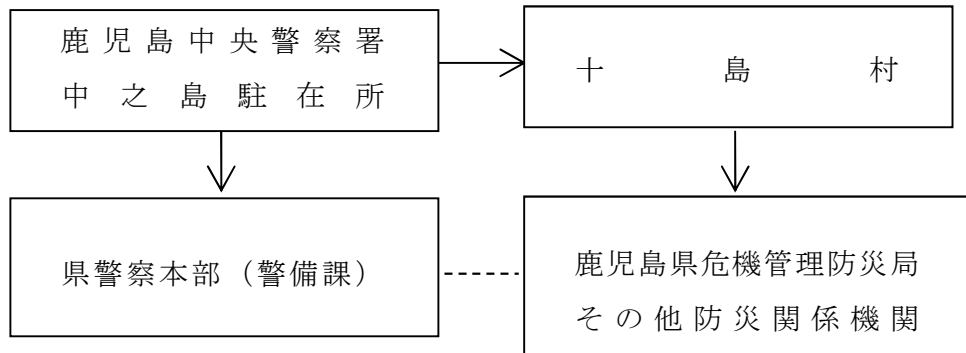 鹿児島中央警察署
中之島駐在所
十島村
県警察本部（警備課）
鹿児島県危機管理防災局
その他防災関係機関